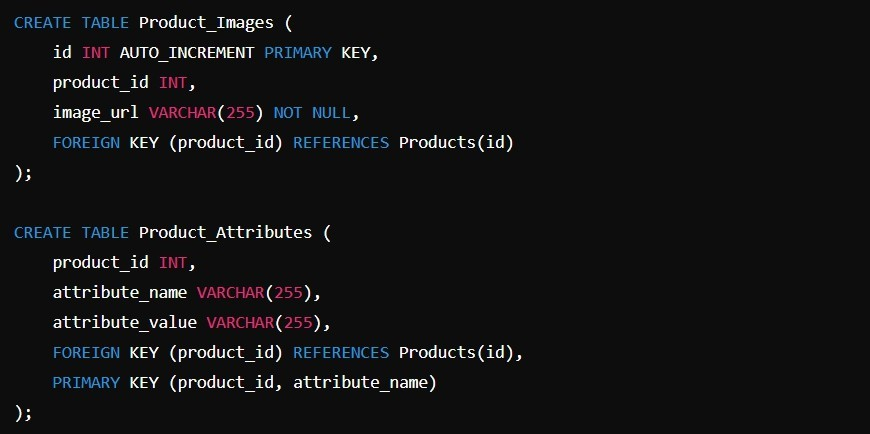 CREATE TABLE Product_Images (
    id INT AUTO_INCREMENT PRIMARY KEY,
    product_id INT,
    image_url VARCHAR(255) NOT NULL,
    FOREIGN KEY (product_id) REFERENCES Products(id)
);

CREATE TABLE Product_Attributes (
    product_id INT,
    attribute_name VARCHAR(255),
    attribute_value VARCHAR(255),
    FOREIGN KEY (product_id) REFERENCES Products(id),
    PRIMARY KEY (product_id, attribute_name)
);